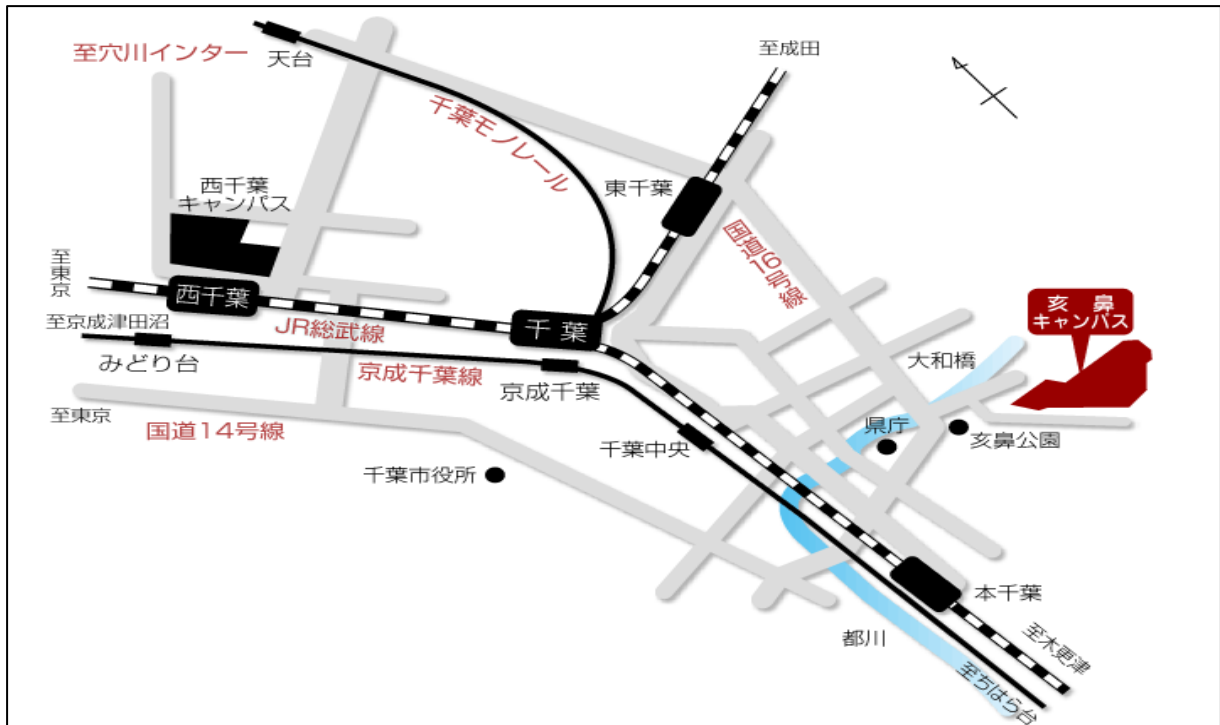 至穴川インター
天台
至成田
千葉モノレール
西千葉
キャンパス
東千葉
至東京
国道16号線
西千葉
千葉
亥鼻
キャンパス
至京成津田沼
JR総武線
みどり台
京成千葉線
京成千葉
大和橋
至東京
国道14号線
千葉中央
県庁
亥鼻公園
千葉市役所
本千葉
都川
至木更津
至ちはら台